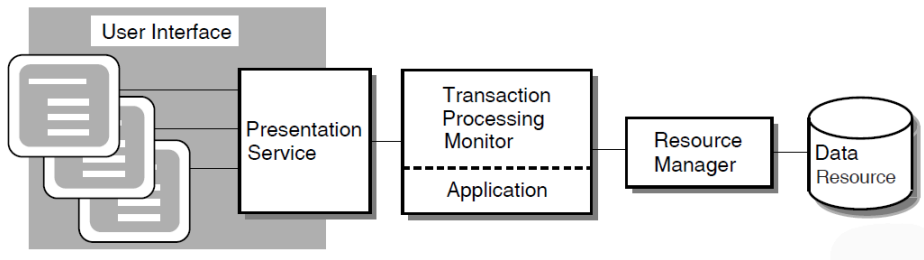 User Interface
Presentation
Service
Transaction
Processing
Monitor
Application
Resource
Manager
Data
Resource